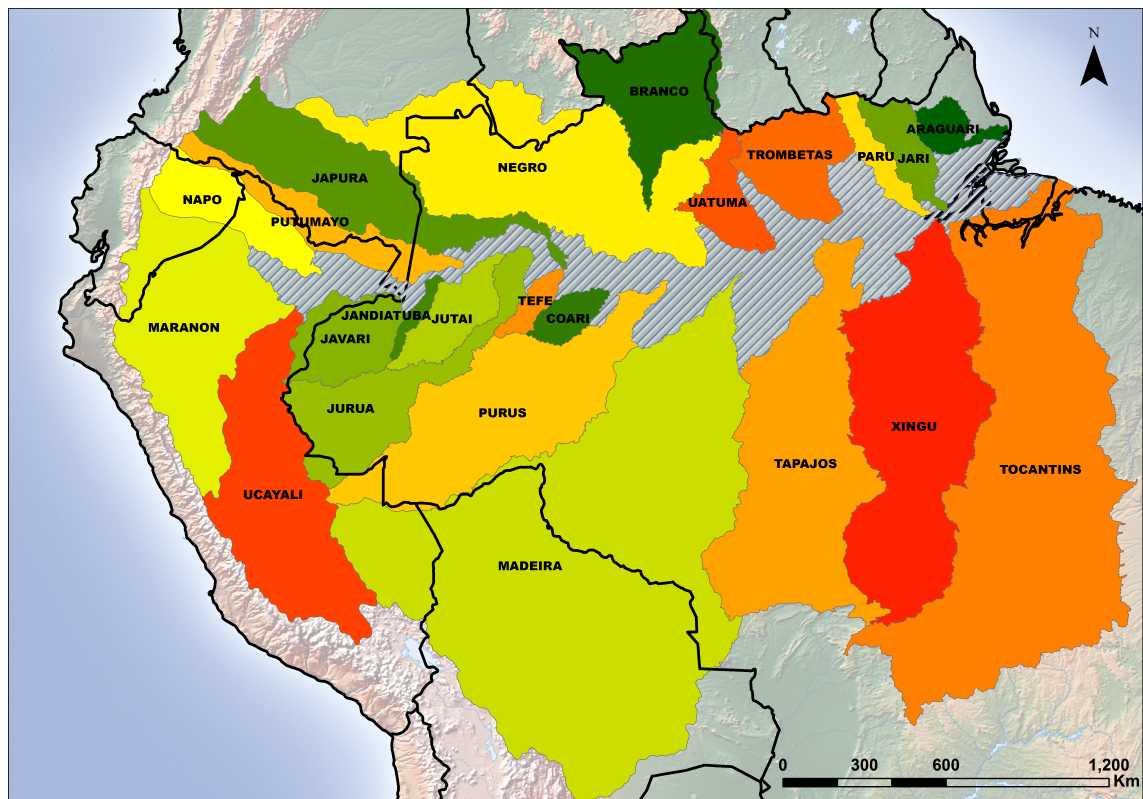 N
BRANCO
ARAGUARI
TROMBETAS
PARU
JARI
NEGRO
JAPURA
NAPO
UATUMA
PUTUMAYO
TEFE
JANDIATUBA
JUTAI
COARI
MARANON
JAVARI
JURUA
PURUS
XINGU
TAPAJOS
TOCANTINS
UCAYALI
MADEIRA
0 300 600 1,200
Km